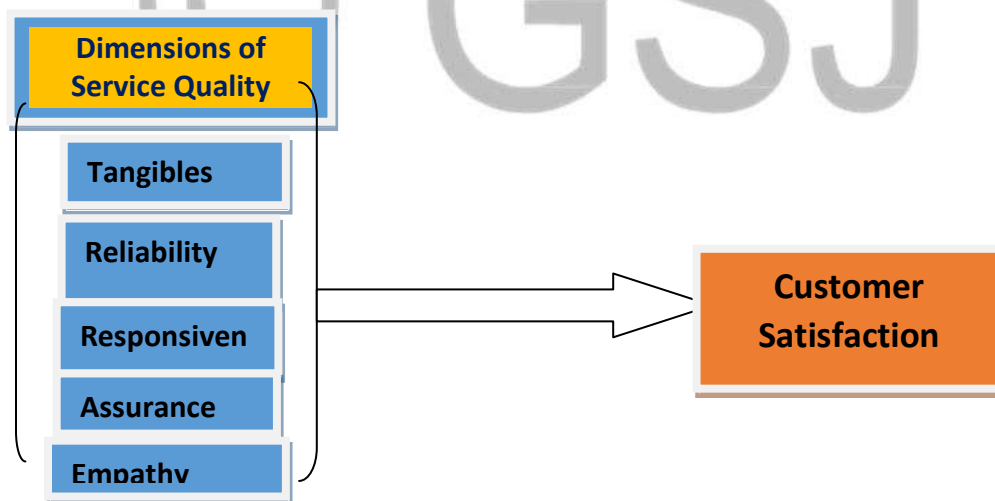 GSJ
Dimensions of
Service Quality
Tangibles
Reliability
Responsiven
Assurance
Empathy
Customer
Satisfaction